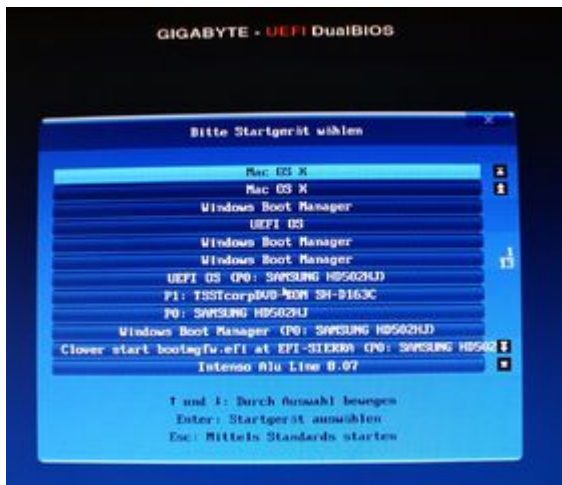 GIGABYTE - UEFI DualBIOS
Bitte Startgerät wählen
Mac OS X
Mac OS X
Windows Boot Manager
UEFI OS
Windows Boot Manager
Windows Boot Manager
UEFI OS (P0: SAMSUNG HD502HJ)
P1: TSSTcorpDVD-ROM SH-D163C
P0: SAMSUNG HD502HJ
Windows Boot Manager (P0: SAMSUNG HD502HJ)
Clover start bootmgfw.efi at EFI-SIERRA (P0: SAMSUNG HD502
Intenso Alu Line 8.07
1
13
↑ und ↓: Durch Auswahl bewegen
Enter: Startgerät auswählen
Esc: Mittels Standards starten